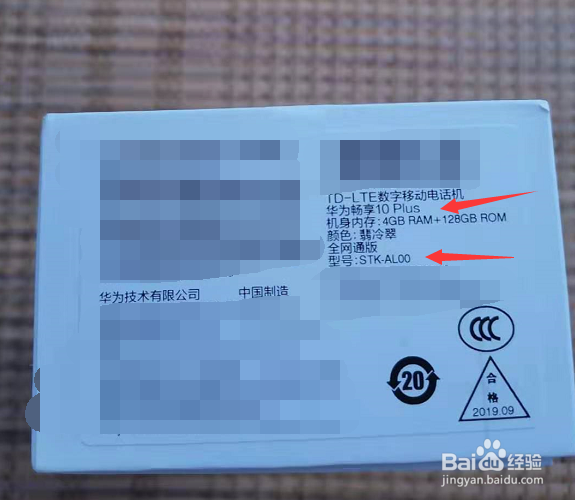 TD-LTE数字移动电话机
华为畅享10 Plus
机身内存: 4GB RAM+128GB ROM
颜色: 翡冷翠
全网通版
型号: STK-AL00
华为技术有限公司 中国制造
20
合
格
2019.09
Baidu经验
jingyan.baidu.com